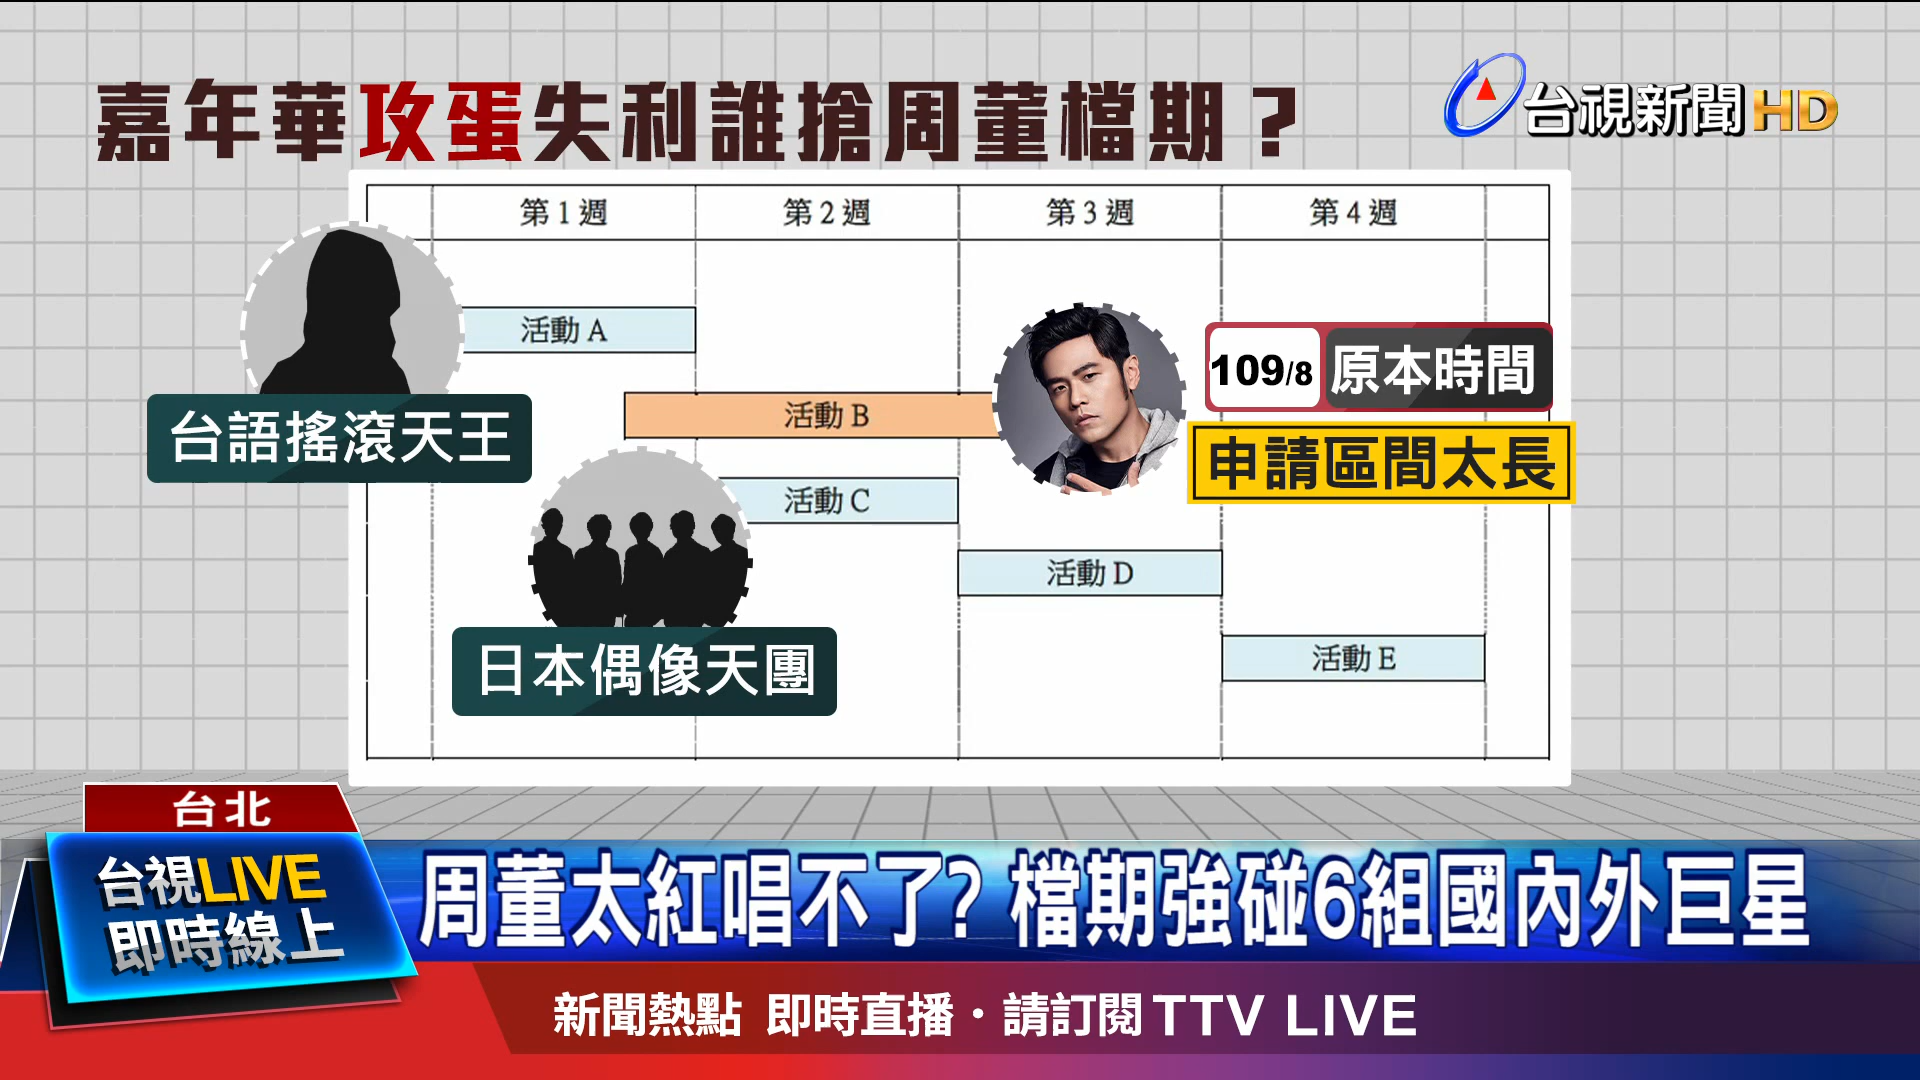 嘉年華攻蛋失利誰搶周董檔期？
台視新聞HD
第1週 第2週 第3週 第4週
活動A
109/8 原本時間
活動B
台語搖滾天王
申請區間太長
活動C
活動D
日本偶像天團
活動E
台北
台視LIVE
即時線上
周董太紅唱不了? 檔期強碰6組國內外巨星
新聞熱點 即時直播・請訂閱TTV LIVE